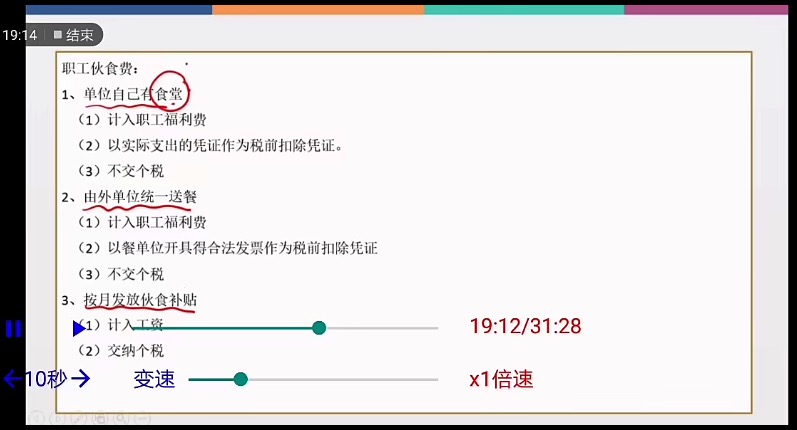 19:14 结束
职工伙食费：
1、单位自己有食堂
（1）计入职工福利费
（2）以实际支出的凭证作为税前扣除凭证。
（3）不交个税
2、由外单位统一送餐
（1）计入职工福利费
（2）以餐单位开具得合法发票作为税前扣除凭证
（3）不交个税
3、按月发放伙食补贴
（1）计入工资
19:12/31:28
（2）交纳个税
10秒 变速 x1倍速